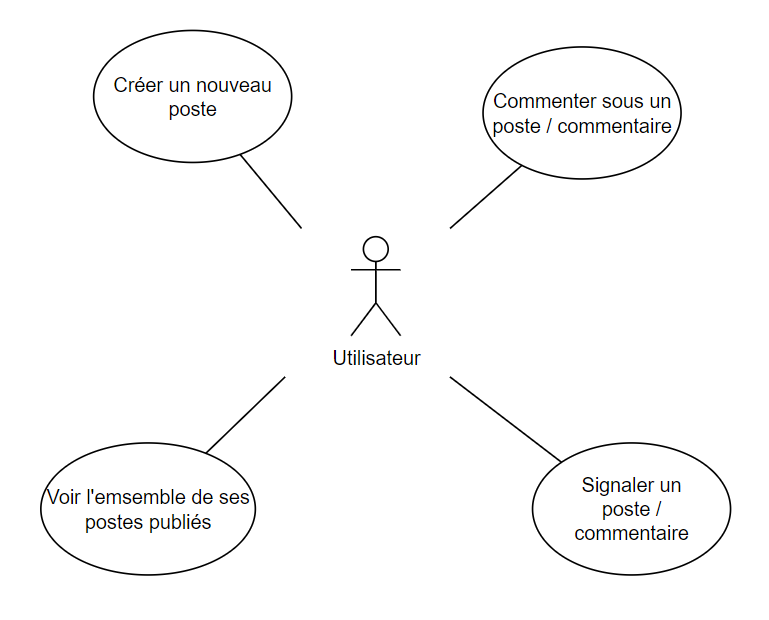 Créer un nouveau
poste
Commenter sous un
poste / commentaire
Utilisateur
Voir l'emsemble de ses
postes publiés
Signaler un
poste /
commentaire